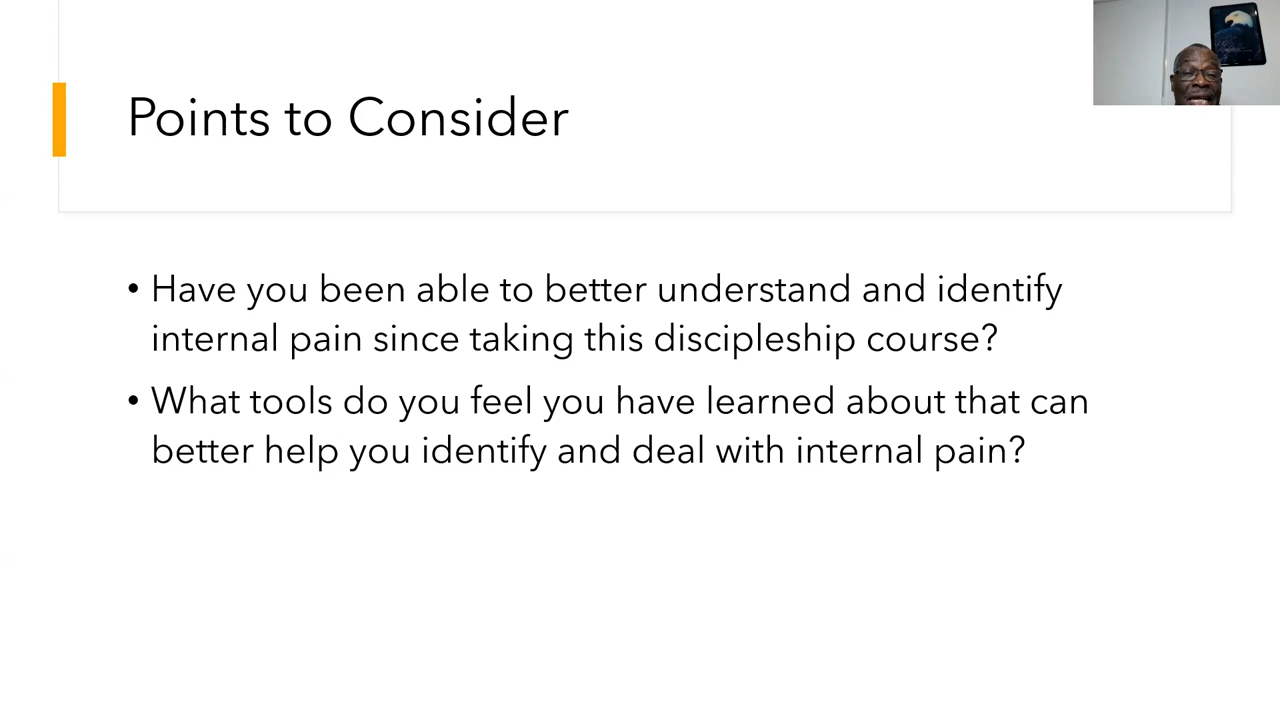 Points to Consider
• Have you been able to better understand and identify
internal pain since taking this discipleship course?
• What tools do you feel you have learned about that can
better help you identify and deal with internal pain?